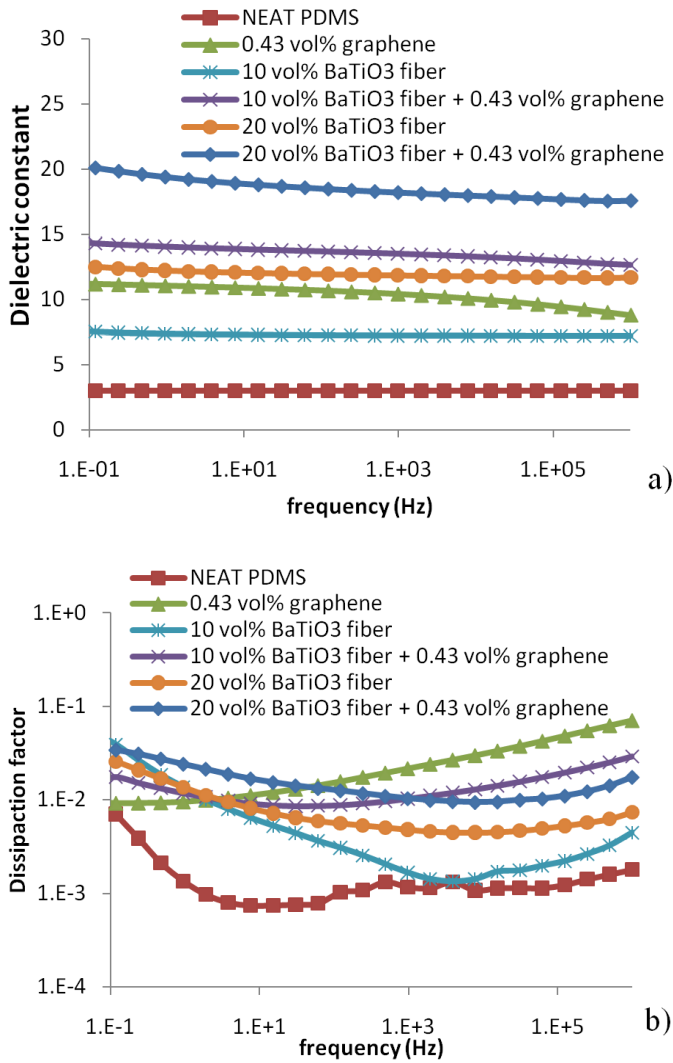 NEAT PDMS
0.43 vol% graphene
10 vol% BaTiO3 fiber
10 vol% BaTiO3 fiber + 0.43 vol% graphene
20 vol% BaTiO3 fiber
20 vol% BaTiO3 fiber + 0.43 vol% graphene
30
25
20
15
10
5
0
Dielectric constant
1.E-01
1.E+01
1.E+03
1.E+05
frequency (Hz)
a)
NEAT PDMS
0.43 vol% graphene
10 vol% BaTiO3 fiber
10 vol% BaTiO3 fiber + 0.43 vol% graphene
20 vol% BaTiO3 fiber
20 vol% BaTiO3 fiber + 0.43 vol% graphene
1.E+0
1.E-1
1.E-2
1.E-3
1.E-4
Dissipaction factor
1.E-1
1.E+1
1.E+3
1.E+5
frequency (Hz)
b)